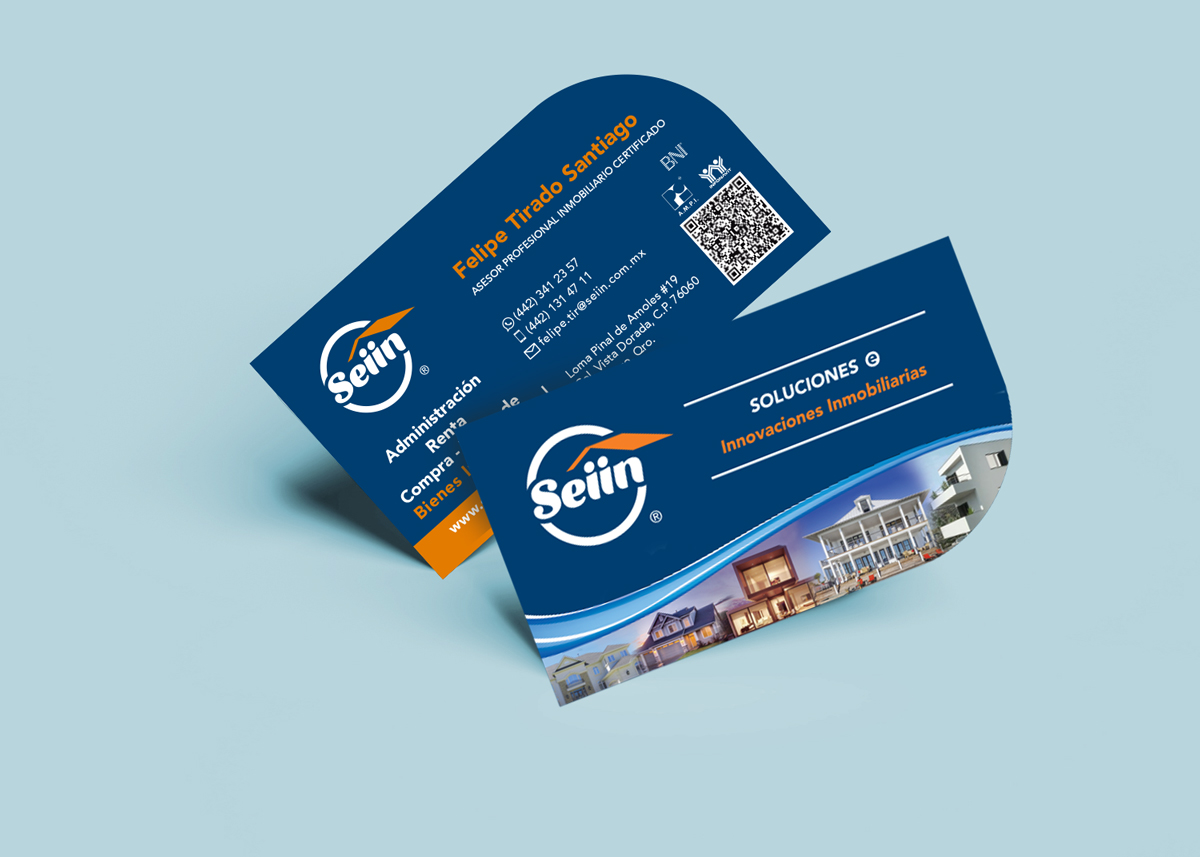 Felipe Tirado Santiago
ASESOR PROFESIONAL INMOBILIARIO CERTIFICADO
BNI
A.M.P.I.
(442) 341 23 57
(442) 131 47 11
felipe.tir@seiin.com.mx
Loma Pinal de Amoles #19
Vista Dorada, C.P. 76060
Qro.
Seiin®
Administración
Renta
de
Compra -
Bienes
www.
SOLUCIONES e
Innovaciones Inmobiliarias
Seiin®